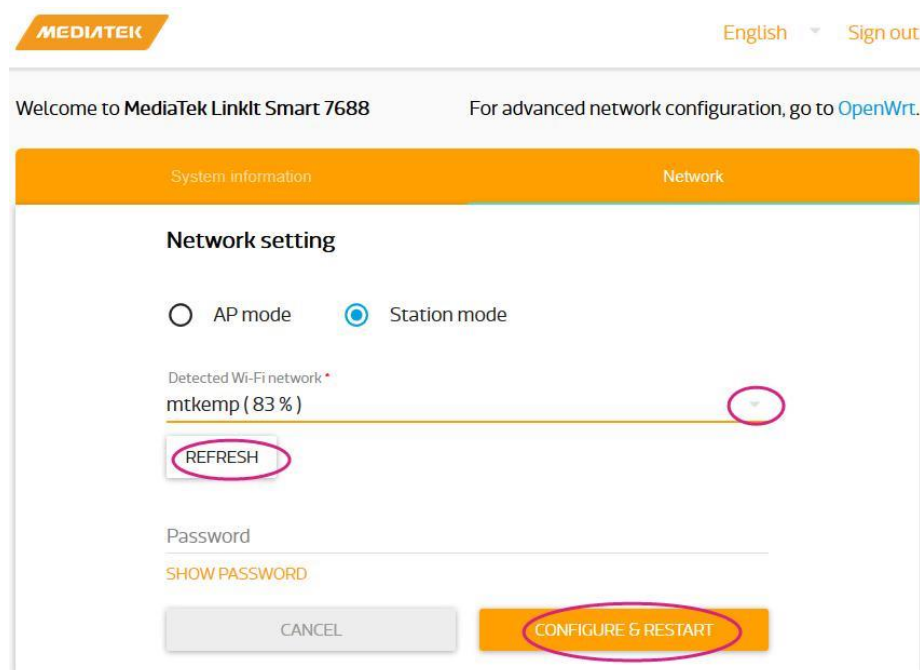 MEDIATEK
English Sign out
Welcome to MediaTek LinkIt Smart 7688 For advanced network configuration, go to OpenWrt.
System information Network
Network setting
AP mode Station mode
Detected Wi-Fi network *
mtkemp ( 83 % )
REFRESH
Password
SHOW PASSWORD
CANCEL CONFIGURE & RESTART